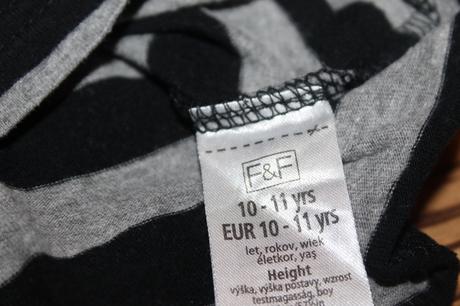 F&F
10 - 11 yrs
EUR 10 - 11 yrs
let, rokov, wiek
életkor, yaş
Height
výška, výška postavy, wzrost
testmagasság, boy